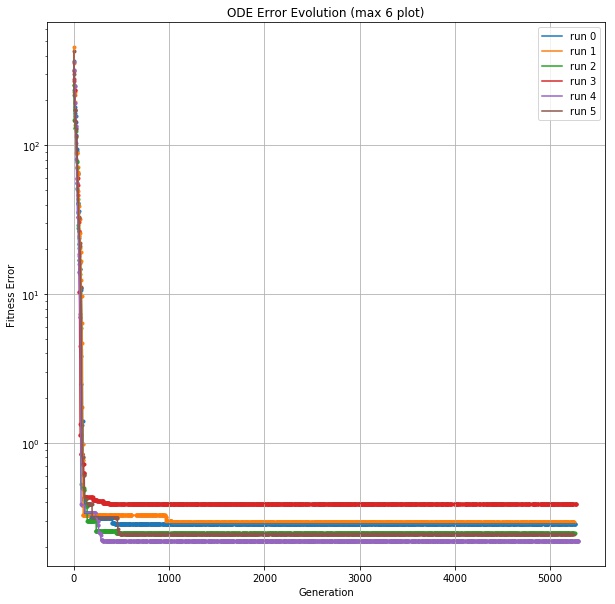 ODE Error Evolution (max 6 plot)
run 0
run 1
run 2
run 3
run 4
run 5
10²
10¹
10⁰
Fitness Error
0 1000 2000 3000 4000 5000
Generation